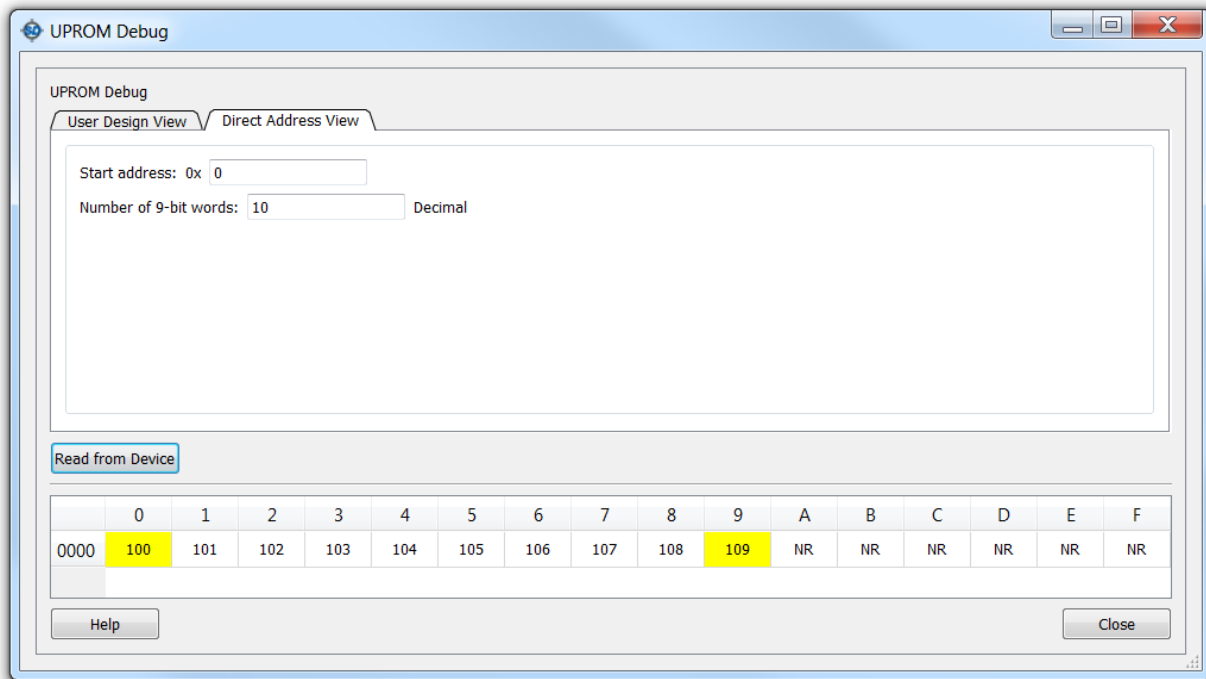 UPROM Debug
UPROM Debug
User Design View Direct Address View
Start address: 0x 0
Number of 9-bit words: 10 Decimal
Read from Device
0 1 2 3 4 5 6 7 8 9 A B C D E F
0000 100 101 102 103 104 105 106 107 108 109 NR NR NR NR NR NR
Help Close